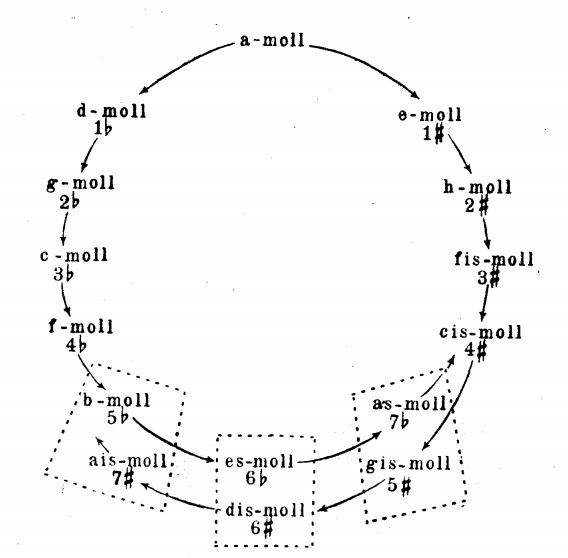 a-moll
d-moll
1♭
e-moll
1♯
g-moll
2♭
h-moll
2♯
c-moll
3♭
fis-moll
3♯
f-moll
4♭
cis-moll
4♯
b-moll
5♭
as-moll
7♭
ais-moll
7♯
es-moll
6♭
gis-moll
5♯
dis-moll
6♯